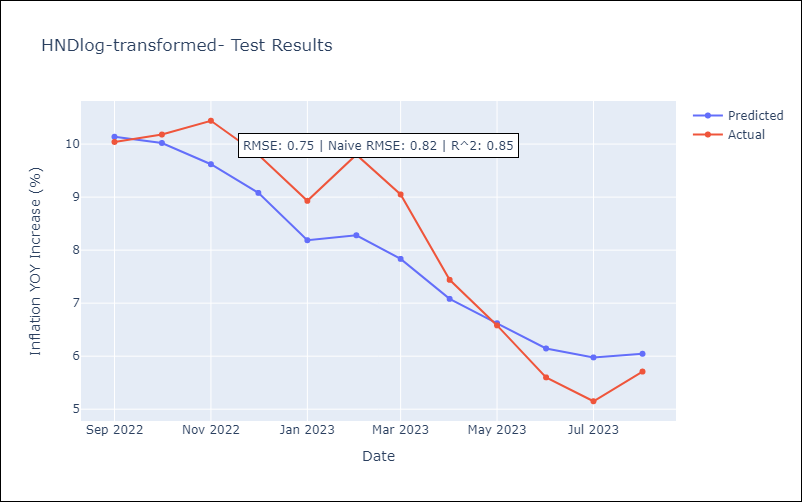 HNDlog-transformed- Test Results
Predicted
Actual
RMSE: 0.75 | Naive RMSE: 0.82 | R^2: 0.85
Inflation YOY Increase (%)
10
9
8
7
6
5
Sep 2022 Nov 2022 Jan 2023 Mar 2023 May 2023 Jul 2023
Date